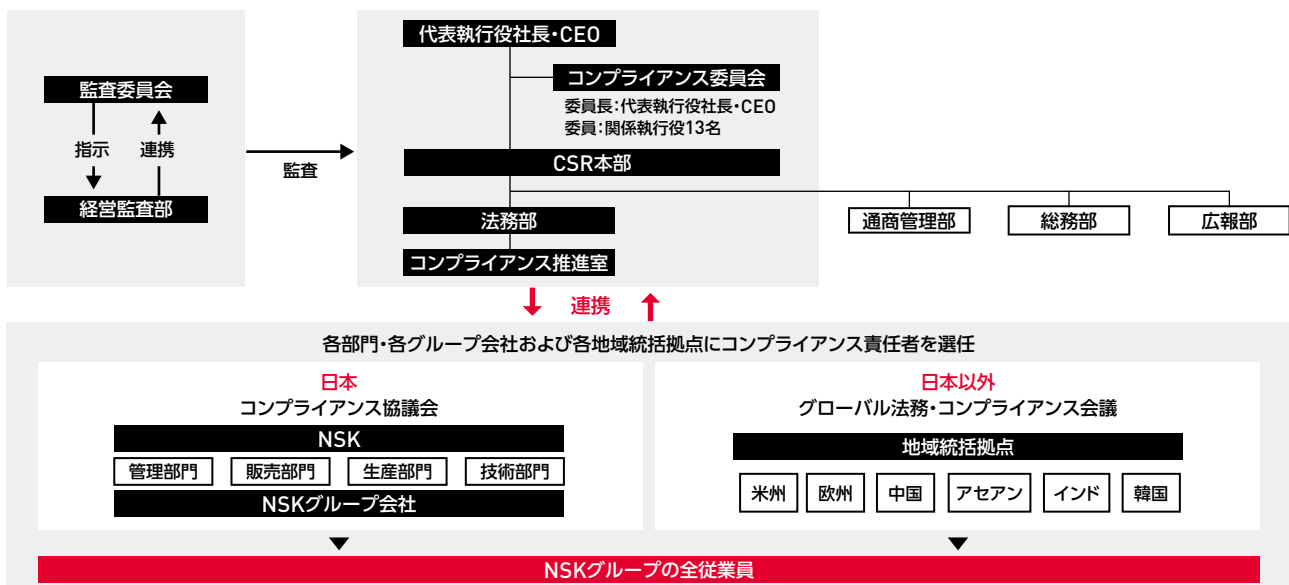 代表執行役社長・CEO
コンプライアンス委員会
委員長：代表執行役社長・CEO
委員：関係執行役13名
監査委員会
指示 連携
経営監査部
監査
CSR本部
法務部
コンプライアンス推進室
通商管理部 総務部 広報部
連携
各部門・各グループ会社および各地域統括拠点にコンプライアンス責任者を選任
日本
コンプライアンス協議会
NSK
管理部門 販売部門 生産部門 技術部門
NSKグループ会社
日本以外
グローバル法務・コンプライアンス会議
地域統括拠点
米州 欧州 中国 アセアン インド 韓国
NSKグループの全従業員